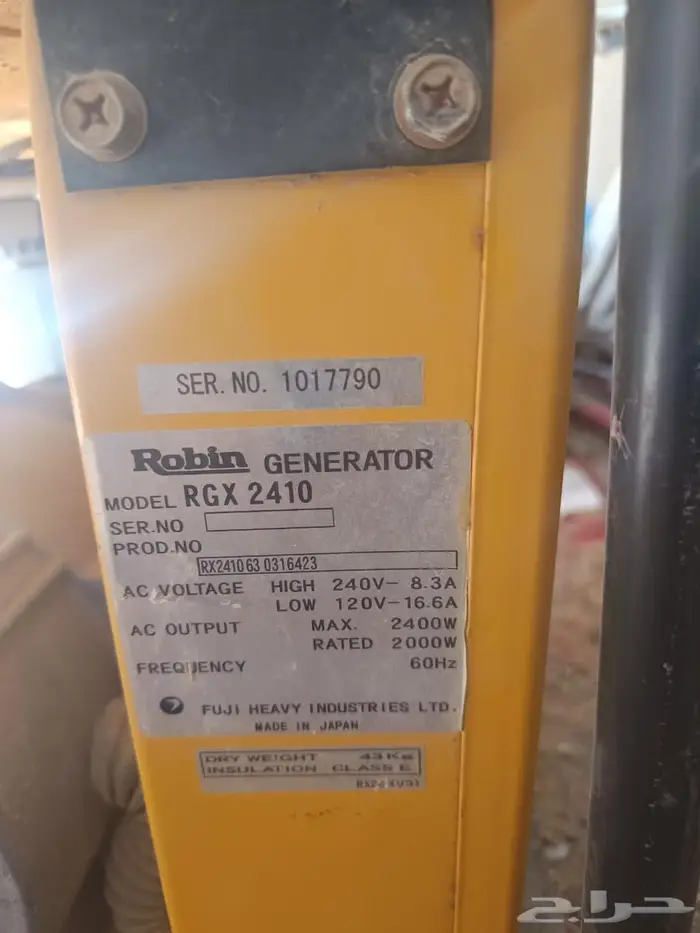 SER. NO. 1017790
Robin GENERATOR
MODEL RGX 2410
SER.NO
PROD.NO
RX2410 63 0316423
AC VOLTAGE HIGH 240V- 8.3A
LOW 120V-16.6A
AC OUTPUT MAX. 2400W
RATED 2000W
FREQUENCY 60Hz
FUJI HEAVY INDUSTRIES LTD.
MADE IN JAPAN
DRY WEIGHT 43Kg
INSULATION CLASS E
حراج